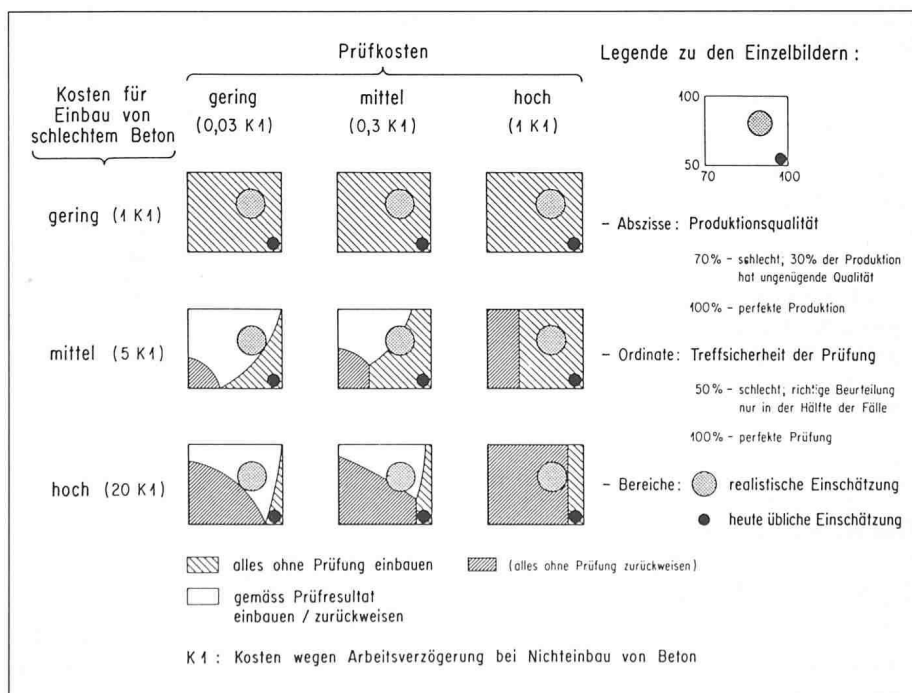 Prüfkosten
Kosten für
Einbau von
schlechtem Beton
gering
(0,03 K1)
mittel
(0,3 K1)
hoch
(1 K1)
gering (1 K1)
mittel (5 K1)
hoch (20 K1)
alles ohne Prüfung einbauen
(alles ohne Prüfung zurückweisen)
gemäss Prüfresultat
einbauen / zurückweisen
K1 : Kosten wegen Arbeitsverzögerung bei Nichteinbau von Beton
Legende zu den Einzelbildern :
100
50
70
100
- Abszisse : Produktionsqualität
70% - schlecht; 30% der Produktion
hat ungenügende Qualität
100% - perfekte Produktion
- Ordinate : Treffsicherheit der Prüfung
50% - schlecht; richtige Beurteilung
nur in der Hälfte der Fälle
100% - perfekte Prüfung
- Bereiche : realistische Einschätzung
heute übliche Einschätzung